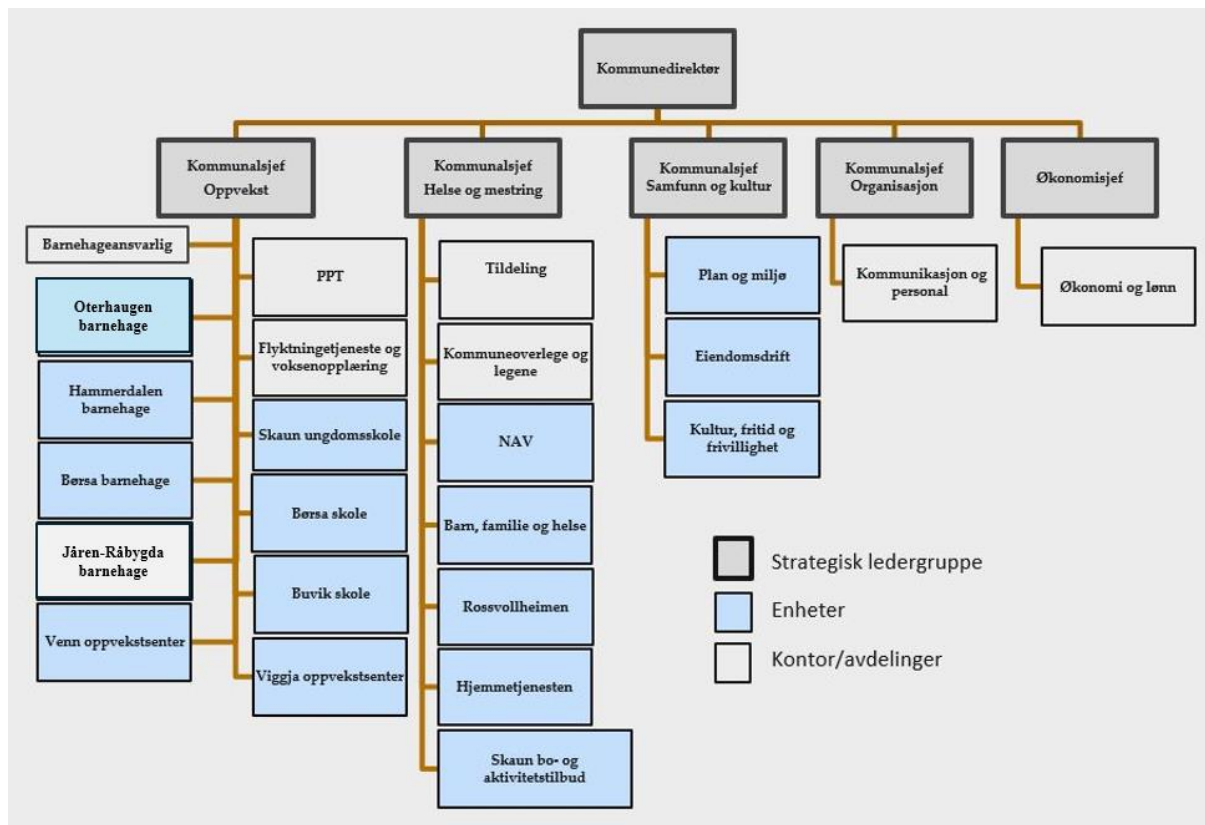 Kommunedirektør
Kommunalsjef
Oppvekst
Kommunalsjef
Helse og mestring
Kommunalsjef
Samfunn og kultur
Kommunalsjef
Organisasjon
Økonomisjef
Barnehageansvarlig
Oterhaugen
barnehage
Hammerdalen
barnehage
Børsa barnehage
Jåren-Råbygda
barnehage
Venn oppvekstsenter
PPT
Flyktningetjeneste og
voksenopplæring
Skaun ungdomsskole
Børsa skole
Buvik skole
Viggja oppvekstsenter
Tildeling
Kommuneoverlege og
legene
NAV
Barn, familie og helse
Rossvollheimen
Hjemmetjenesten
Skaun bo- og
aktivitetstilbud
Plan og miljø
Eiendomsdrift
Kultur, fritid og
frivillighet
Kommunikasjon og
personal
Økonomi og lønn
Strategisk ledergruppe
Enheter
Kontor/avdelinger